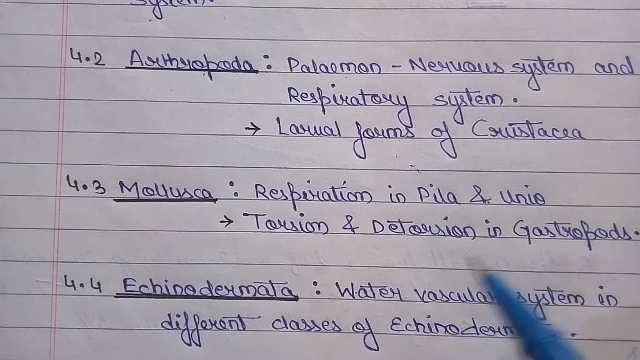 system.
4.2 Arthropoda : Palaemon - Nervous system and
Respiratory system.
→ Larval forms of Crustacea
4.3 Mollusca : Respiration in Pila & Unio
→ Torsion & Detorsion in Gastropods.
4.4 Echinodermata : Water vascular system in
different classes of